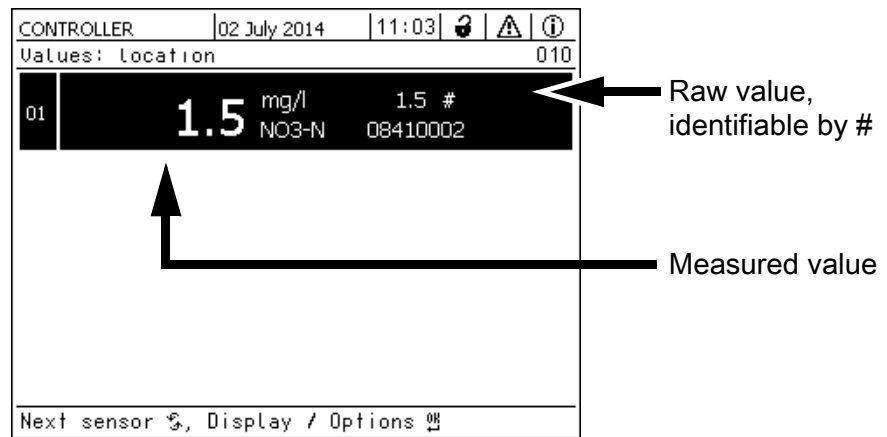 CONTROLLER 02 July 2014 11:03
Values: location 010
01 1.5 mg/l NO3-N 1.5 # 08410002
Raw value,
identifiable by #
Measured value
Next sensor , Display / Options OK